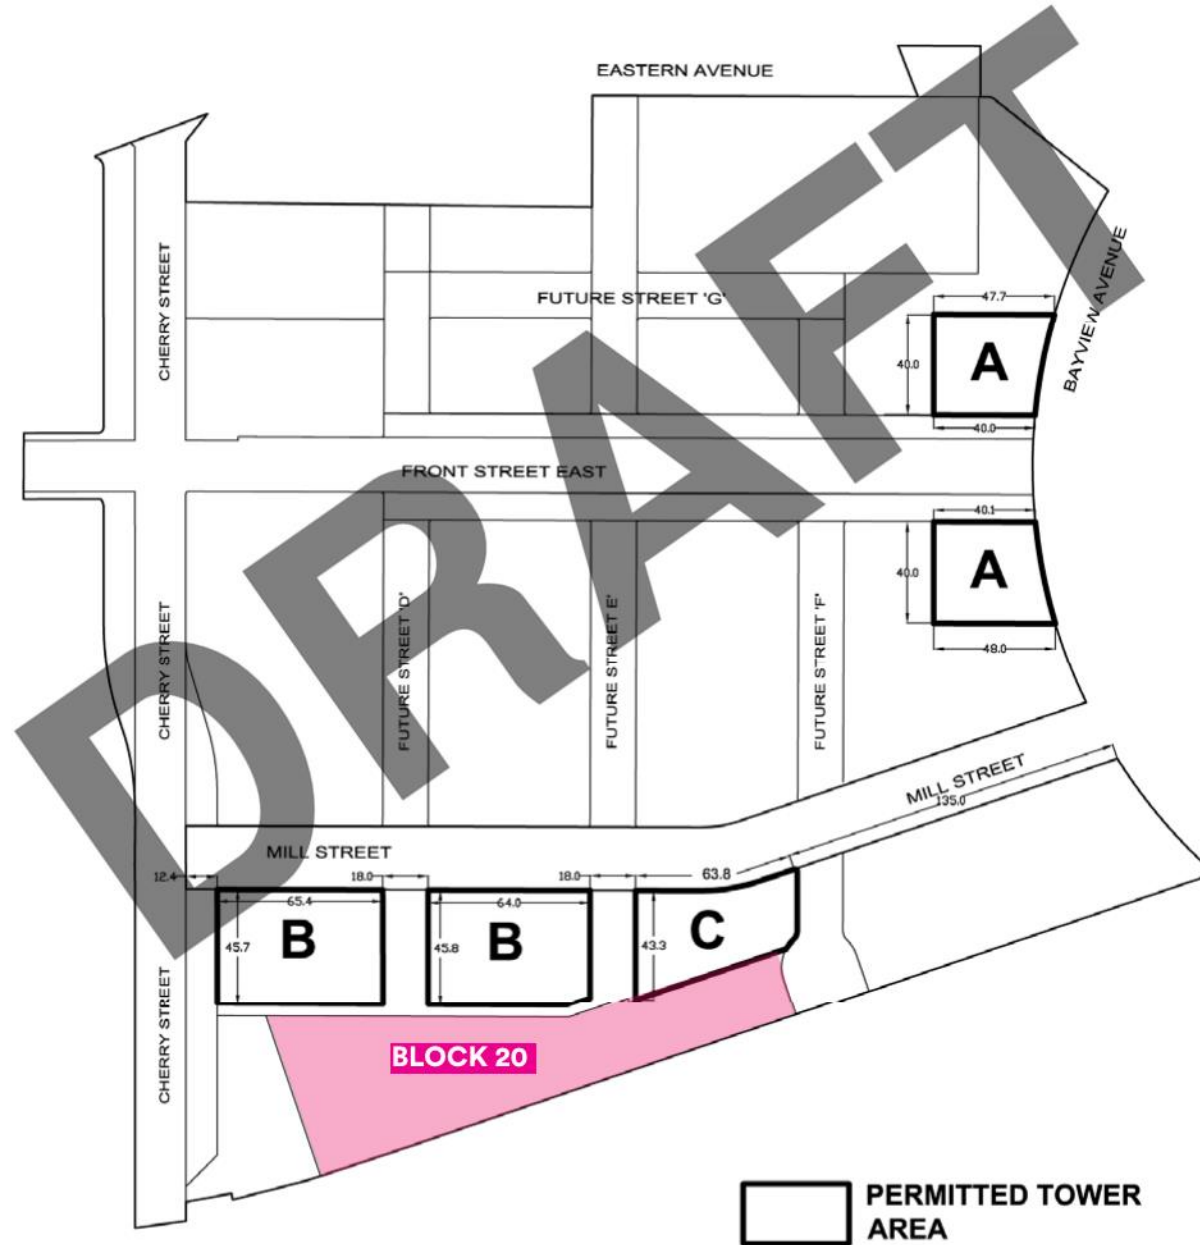 EASTERN AVENUE
CHERRY STREET
FUTURE STREET 'G'
47.7
BAYVIEW AVENUE
40.0
A
40.0
FRONT STREET EAST
40.1
40.0
A
48.0
CHERRY STREET
FUTURE STREET 'D'
FUTURE STREET E'
FUTURE STREET 'F'
DRAFT
MILL STREET
135.0
MILL STREET
12.4
18.0
18.0
63.8
65.4
64.0
45.7
B
45.8
B
43.3
C
CHERRY STREET
BLOCK 20
PERMITTED TOWER
AREA